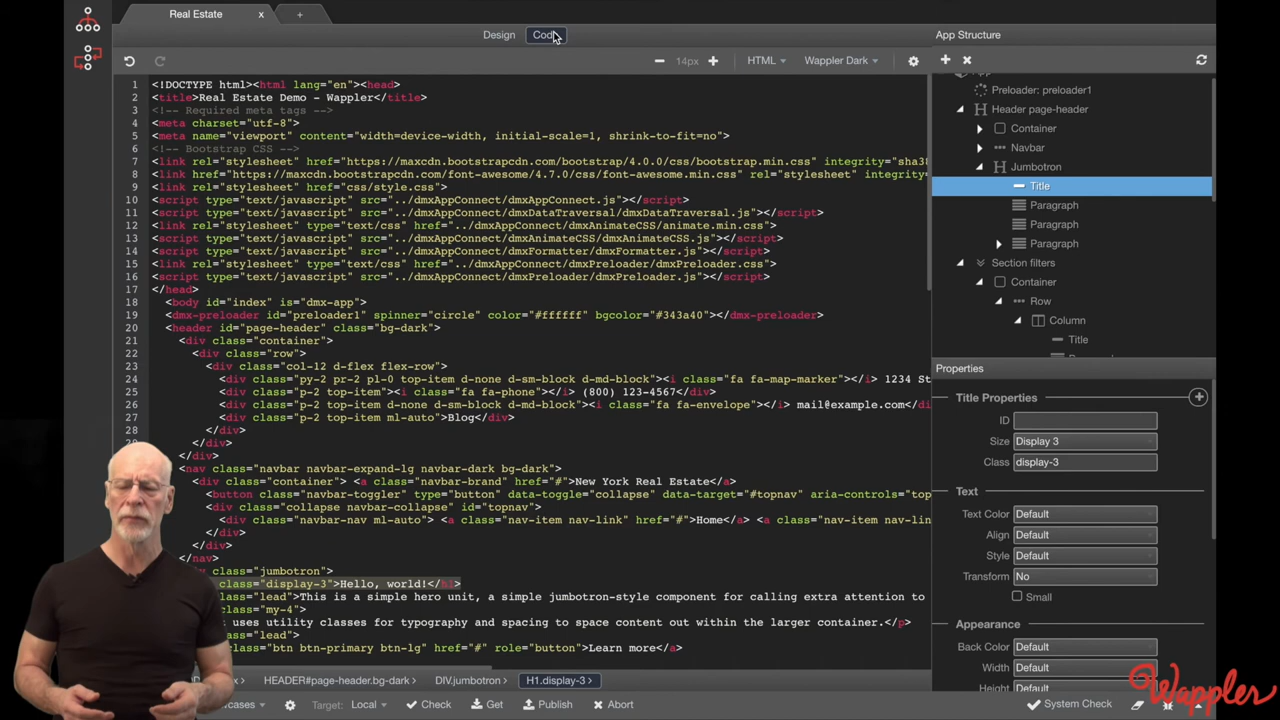 Real Estate x +
Design Code
14px HTML Wappler Dark
1 <!DOCTYPE html><html lang="en"><head>
2 <title>Real Estate Demo - Wappler</title>
3 <!-- Required meta tags -->
4 <meta charset="utf-8">
5 <meta name="viewport" content="width=device-width, initial-scale=1, shrink-to-fit=no">
6 <!-- Bootstrap CSS -->
7 <link rel="stylesheet" href="https://maxcdn.bootstrapcdn.com/bootstrap/4.0.0/css/bootstrap.min.css" integrity="sha38
8 <link href="https://maxcdn.bootstrapcdn.com/font-awesome/4.7.0/css/font-awesome.min.css" rel="stylesheet" integrity=
9 <link rel="stylesheet" href="css/style.css">
10 <script type="text/javascript" src="../dmxAppConnect/dmxAppConnect.js"></script>
11 <script type="text/javascript" src="../dmxAppConnect/dmxDataTraversal/dmxDataTraversal.js"></script>
12 <link rel="stylesheet" type="text/css" href="../dmxAppConnect/animate.min.css">
13 <script type="text/javascript" src="../dmxAppConnect/dmxAnimateCSS/dmxAnimateCSS.js"></script>
14 <script type="text/javascript" src="../dmxAppConnect/dmxFormatter/dmxFormatter.js"></script>
15 <link rel="stylesheet" type="text/css" href="../dmxAppConnect/dmxPreloader/dmxPreloader.css">
16 <script type="text/javascript" src="../dmxAppConnect/dmxPreloader/dmxPreloader.js"></script>
17 </head>
18 <body id="index" is="dmx-app">
19 <dmx-preloader id="preloader1" spinner="circle" color="#ffffff" bgcolor="#343a40"></dmx-preloader>
20 <header id="page-header" class="bg-dark">
21 <div class="container">
22 <div class="row">
23 <div class="col-12 d-flex flex-row">
24 <div class="py-2 pr-2 pl-0 top-item d-none d-sm-block d-md-block"><i class="fa fa-map-marker"></i> 1234 St
25 <div class="p-2 top-item"><i class="fa fa-phone"></i> (800) 123-4567</div>
26 <div class="p-2 top-item d-none d-sm-block d-md-block"><i class="fa fa-envelope"></i> mail@example.com</di
27 <div class="p-2 top-item ml-auto">Blog</div>
28 </div>
</div>
</div>
<nav class="navbar navbar-expand-lg navbar-dark bg-dark">
<div class="container"> <a class="navbar-brand" href="#">New York Real Estate</a>
<button class="navbar-toggler" type="button" data-toggle="collapse" data-target="#topnav" aria-controls="top
<div class="collapse navbar-collapse" id="topnav">
<div class="navbar-nav ml-auto"> <a class="nav-item nav-link" href="#">Home</a> <a class="nav-item nav-lin
</div>
</div>
</nav>
class="jumbotron">
class="display-3">Hello, world!</h1>
class="lead">This is a simple hero unit, a simple jumbotron-style component for calling extra attention to
class="my-4">
uses utility classes for typography and spacing to space content out within the larger container.</p>
class="lead">
class="btn btn-primary btn-lg" href="#" role="button">Learn more</a>
HEADER#page-header.bg-dark > DIV.jumbotron > H1.display-3 >
Target: Local Check Get Publish Abort
App Structure
Preloader: preloader1
Header page-header
Container
Navbar
Jumbotron
Title
Paragraph
Paragraph
Paragraph
Section filters
Container
Row
Column
Title
Properties
Title Properties
ID
Size Display 3
Class display-3
Text
Text Color Default
Align Default
Style Default
Transform No
Small
Appearance
Back Color Default
Width Default
Height Default
System Check
Wappler